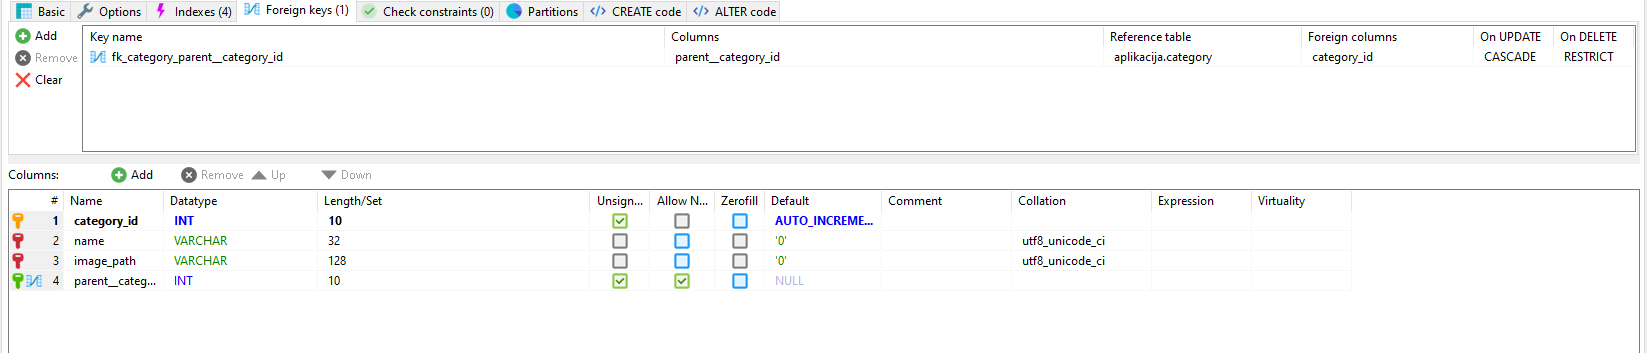 Basic Options Indexes (4) Foreign keys (1) Check constraints (0) Partitions CREATE code ALTER code
Add
Remove
Clear
Key name Columns Reference table Foreign columns On UPDATE On DELETE
fk_category_parent__category_id parent__category_id aplikacija.category category_id CASCADE RESTRICT
Columns: Add Remove Up Down
# Name Datatype Length/Set Unsign... Allow N... Zerofill Default Comment Collation Expression Virtuality
1 category_id INT 10 AUTO_INCREME...
2 name VARCHAR 32 '0' utf8_unicode_ci
3 image_path VARCHAR 128 '0' utf8_unicode_ci
4 parent__categ... INT 10 NULL